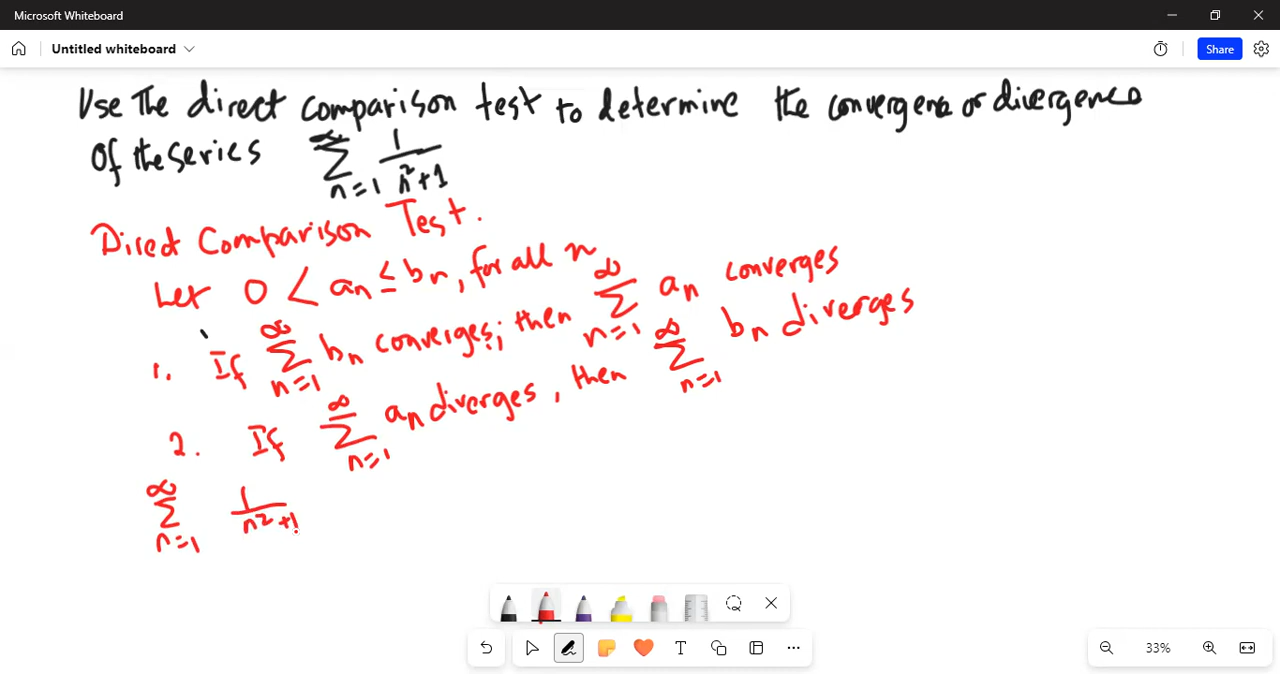 Microsoft Whiteboard
Untitled whiteboard
Share
Use The direct comparison test to determine the convergence or divergence
Of the series ∞ Σ n=1 1/(n²+1)
Direct Comparison Test.
Let 0 < an ≤ bn, for all n
1. If ∞ Σ n=1 bn converges; then ∞ Σ n=1 an converges
2. If ∞ Σ n=1 an diverges, then ∞ Σ n=1 bn diverges
∞ Σ n=1 1/(n²+1)
33%